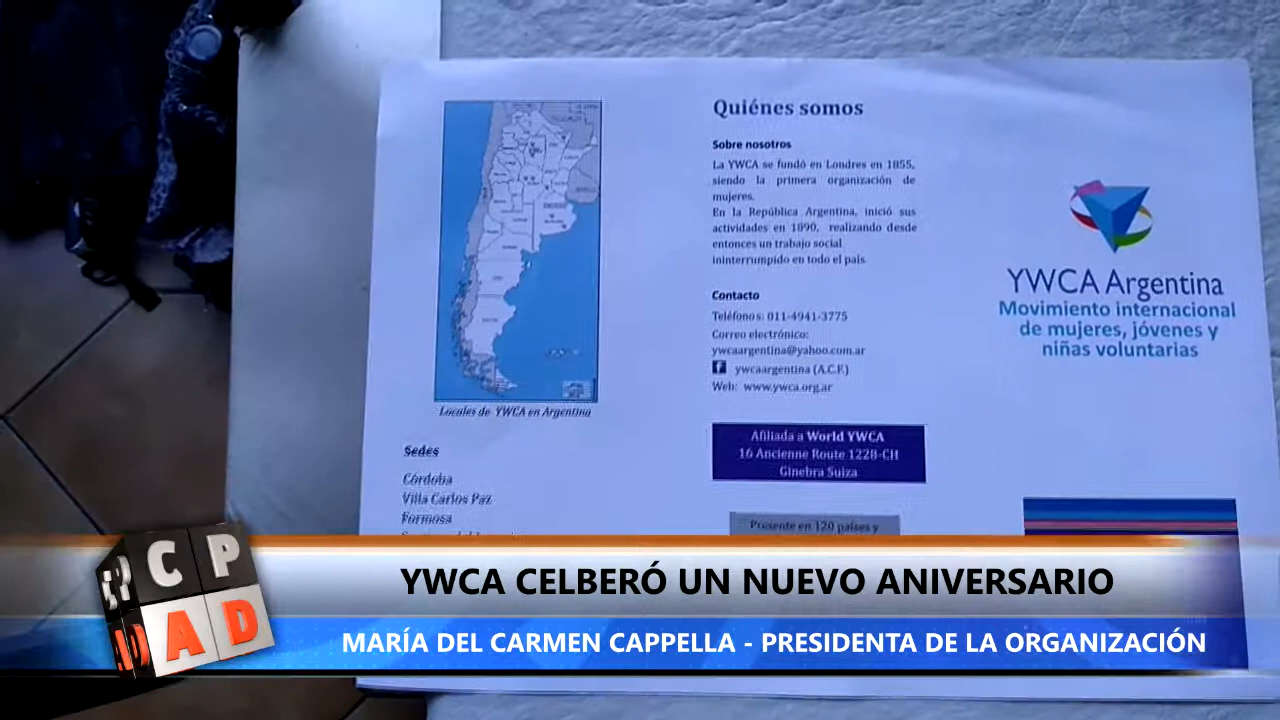 Locales de YWCA en Argentina
Sedes
Córdoba
Villa Carlos Paz
Formosa
Quiénes somos
Sobre nosotros
La YWCA se fundó en Londres en 1855,
siendo la primera organización de
mujeres.
En la República Argentina, inició sus
actividades en 1890, realizando desde
entonces un trabajo social
ininterrumpido en todo el país
Contacto
Teléfonos: 011-4941-3775
Correo electrónico:
ywcaargentina@yahoo.com.ar
f ywcaargentina (A.C.F.)
Web: www.ywca.org.ar
Afiliada a World YWCA
16 Ancienne Route 1228-CH
Ginebra Suiza
Presente en 120 países y
YWCA Argentina
Movimiento internacional
de mujeres, jóvenes y
niñas voluntarias
CP
AD
YWCA CELBERÓ UN NUEVO ANIVERSARIO
MARÍA DEL CARMEN CAPPELLA - PRESIDENTA DE LA ORGANIZACIÓN